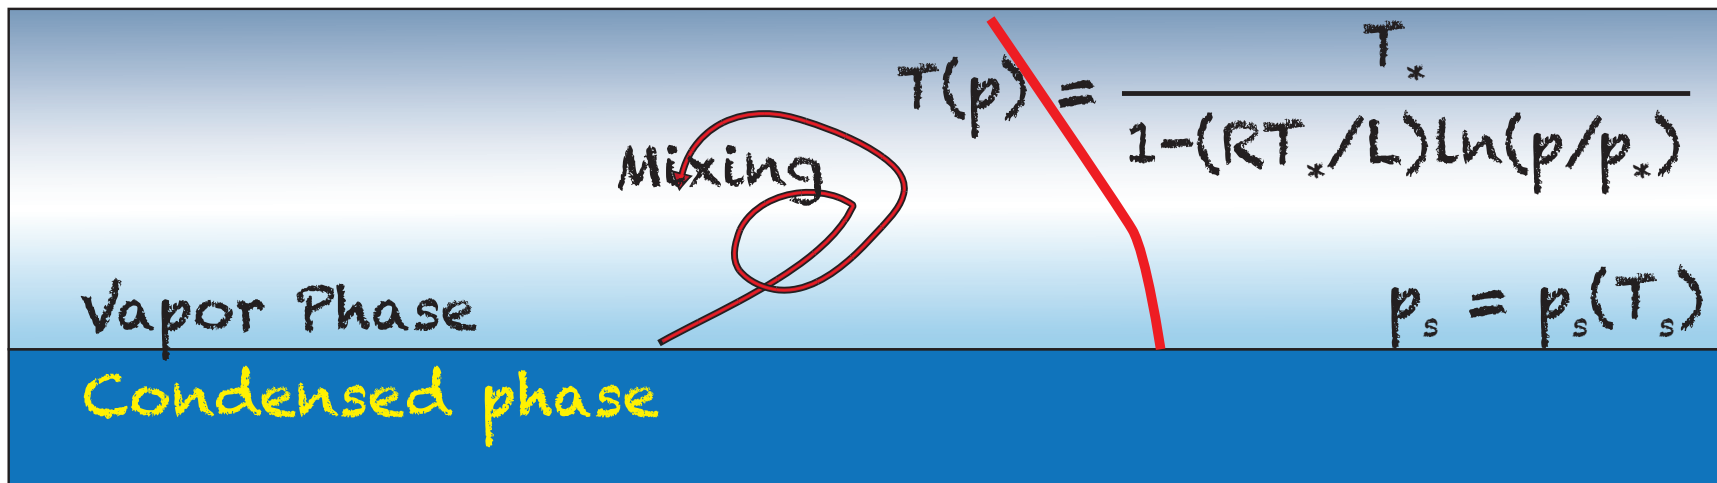 T(p) = T* / 1-(RT*/L)ln(p/p*)
Mixing
Vapor Phase
ps = ps(Ts)
Condensed phase